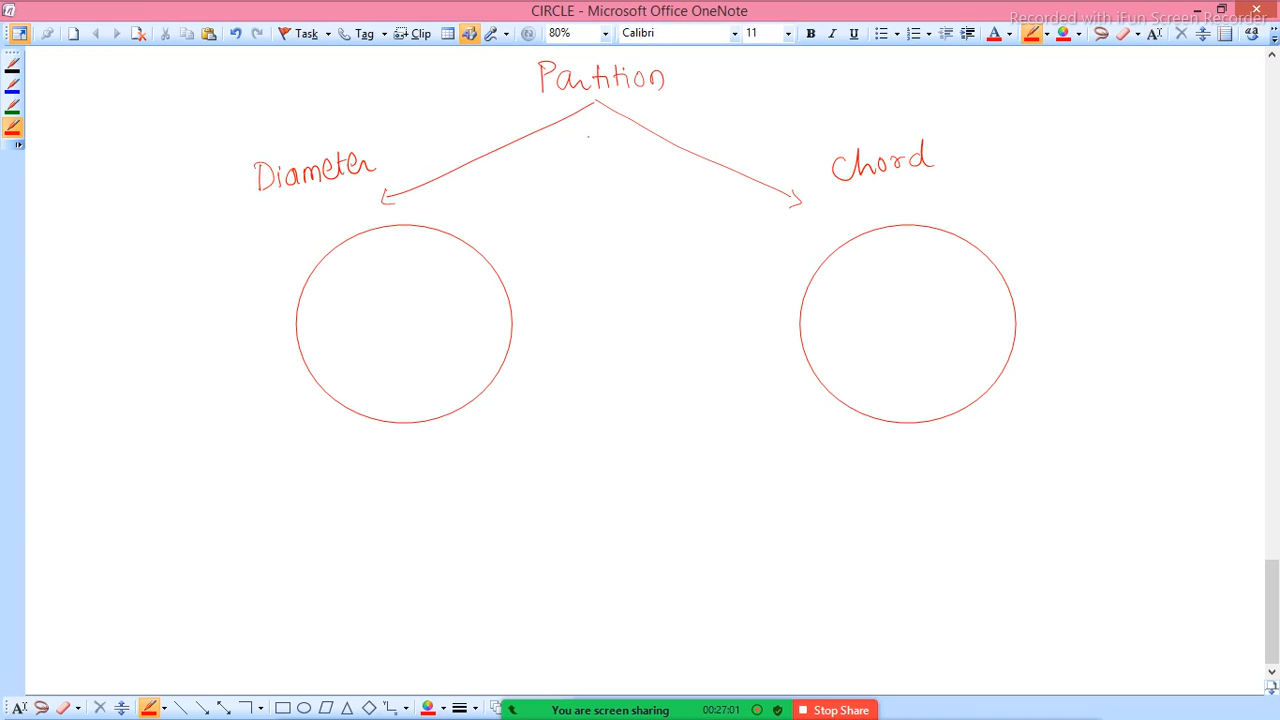 CIRCLE - Microsoft Office OneNote
Recorded with iFun Screen Recorder
Task Tag Clip 80% Calibri 11 B I U
Partition
Diameter
Chord
You are screen sharing 00:27:01 Stop Share